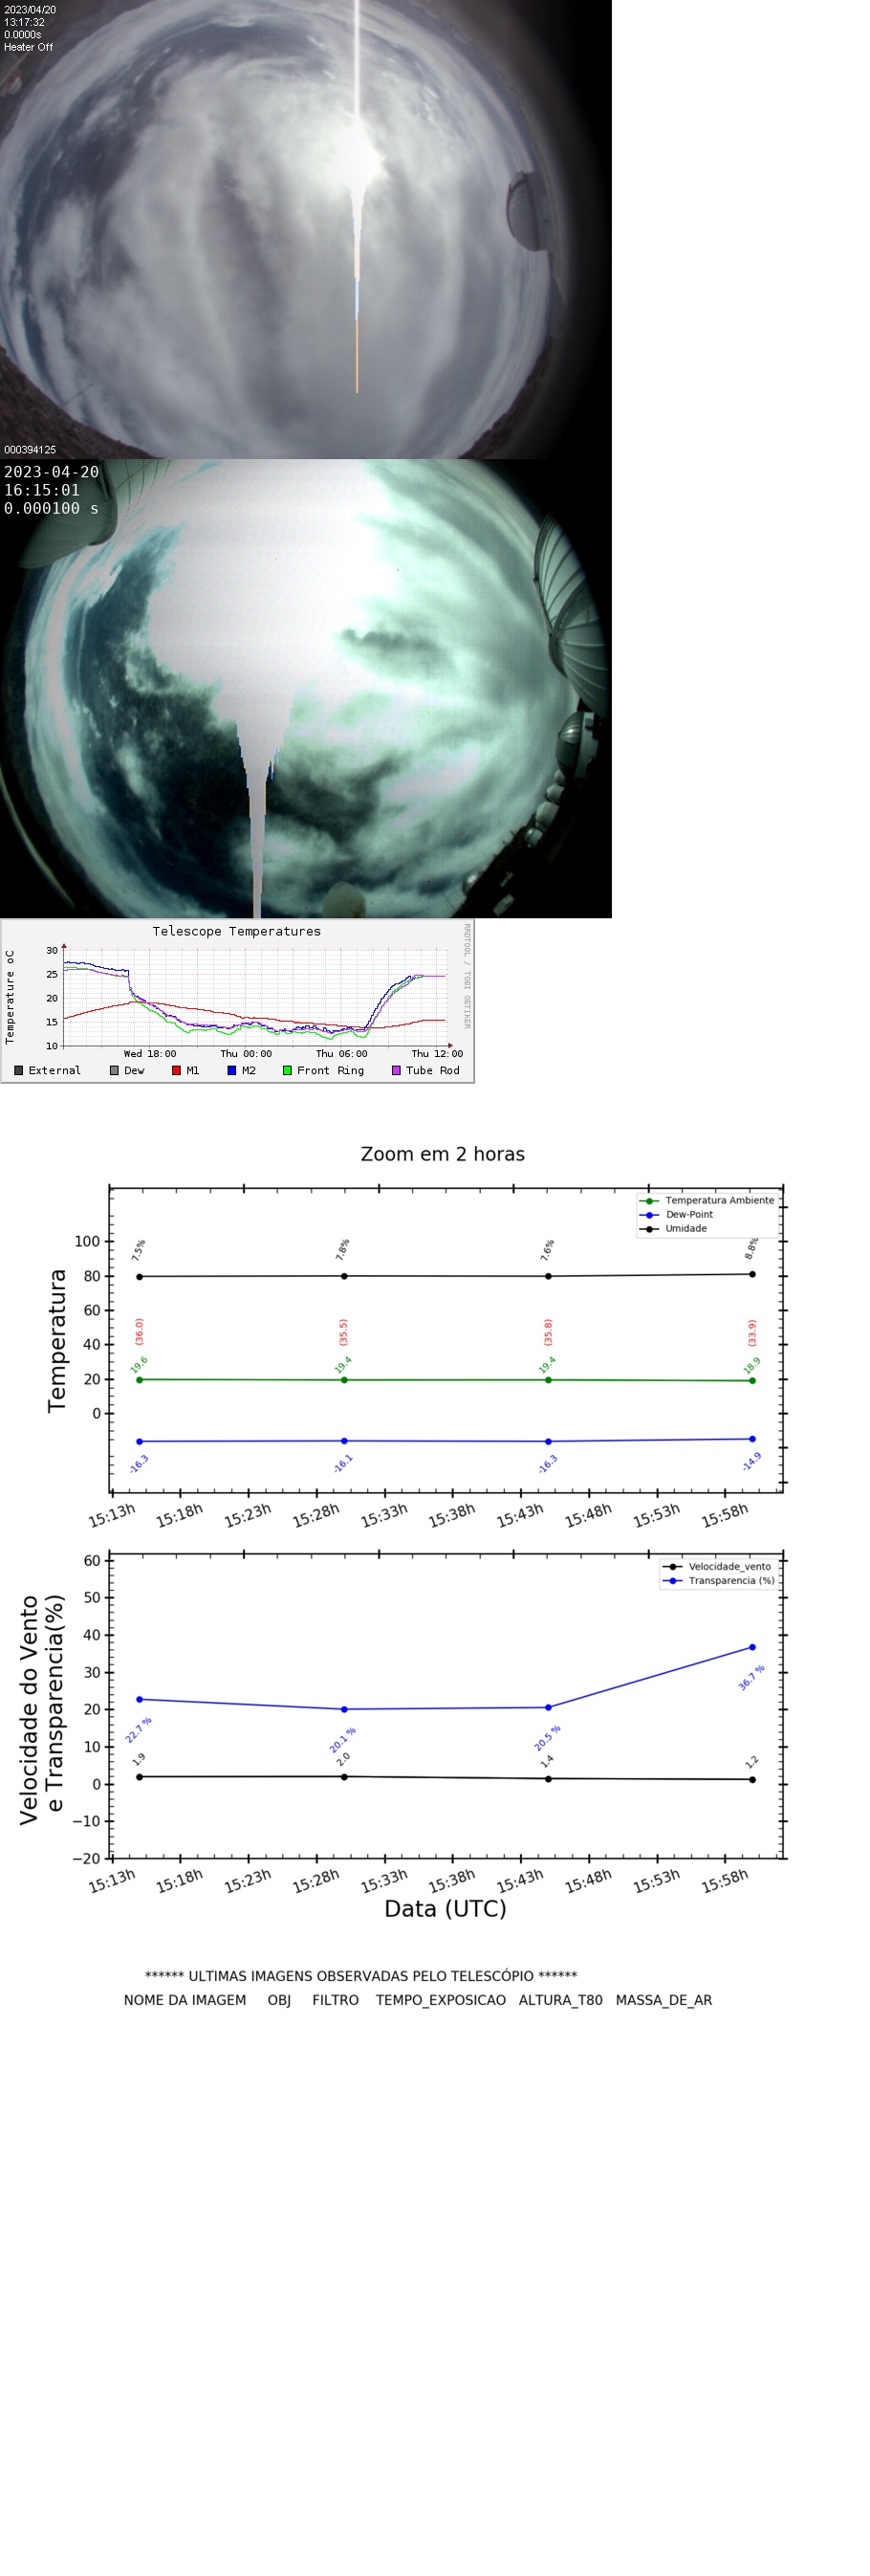 2023/04/20
13:17:32
0.0000s
Heater Off
000394125
2023-04-20
16:15:01
0.000100 s
Telescope Temperatures
RRDTOOL / TOBI OETIKER
Temperature oC
30
25
20
15
10
Wed 18:00 Thu 00:00 Thu 06:00 Thu 12:00
External Dew M1 M2 Front Ring Tube Rod
Zoom em 2 horas
Temperatura Ambiente
Dew-Point
Umidade
Temperatura
100
80
60
40
20
0
7.5% 7.8% 7.6% 8.8%
(36.0) (35.5) (35.8) (33.9)
19.6 19.4 19.4 18.9
-16.3 -16.1 -16.3 -14.9
15:13h 15:18h 15:23h 15:28h 15:33h 15:38h 15:43h 15:48h 15:53h 15:58h
Velocidade_vento
Transparencia (%)
Velocidade do Vento
e Transparencia(%)
60
50
40
30
20
10
0
−10
−20
22.7 % 20.1 % 20.5 % 36.7 %
1.9 2.0 1.4 1.2
15:13h 15:18h 15:23h 15:28h 15:33h 15:38h 15:43h 15:48h 15:53h 15:58h
Data (UTC)
****** ULTIMAS IMAGENS OBSERVADAS PELO TELESCÓPIO ******
NOME DA IMAGEM OBJ FILTRO TEMPO_EXPOSICAO ALTURA_T80 MASSA_DE_AR